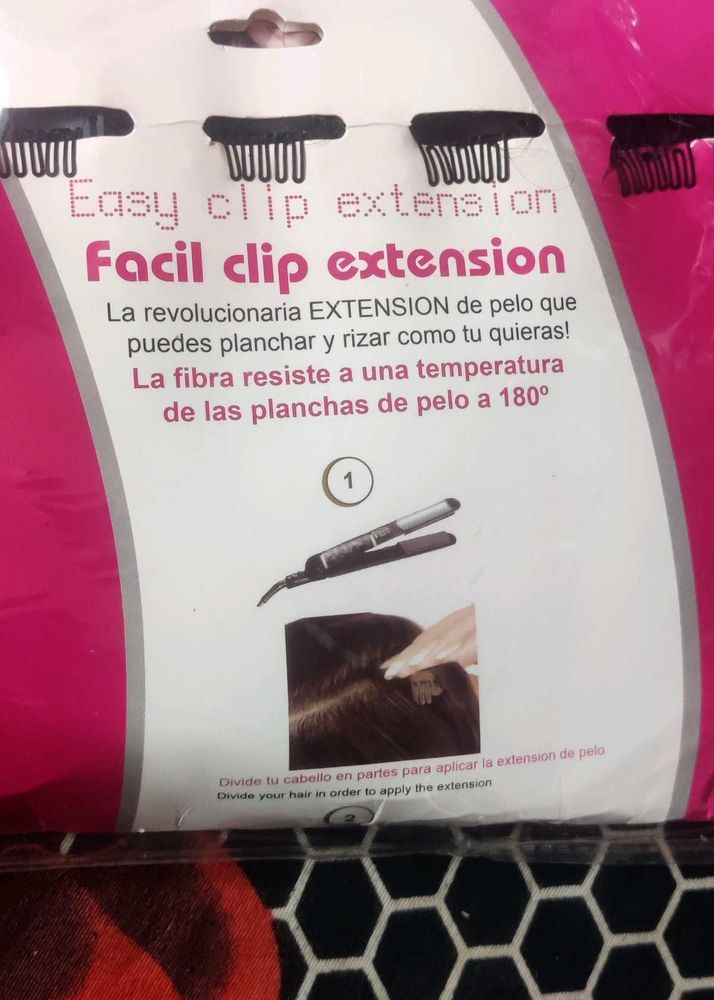 Easy clip extension
Facil clip extension
La revolucionaria EXTENSION de pelo que
puedes planchar y rizar como tu quieras!
La fibra resiste a una temperatura
de las planchas de pelo a 180º
1
Divide tu cabello en partes para aplicar la extension de pelo
Divide your hair in order to apply the extension
2